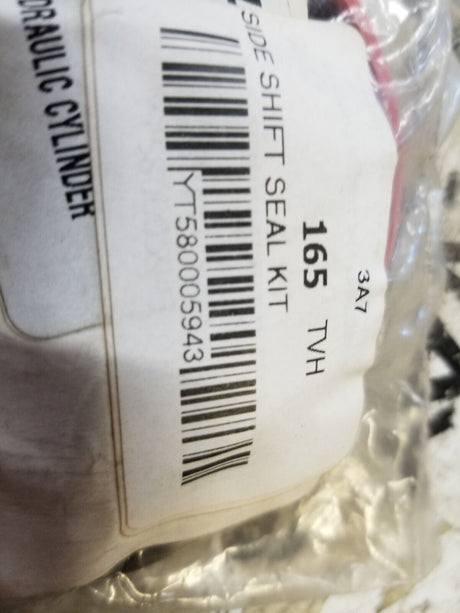 3A7
165 TVH
SIDE SHIFT SEAL KIT
YT580005943
DRAULIC CYLINDER